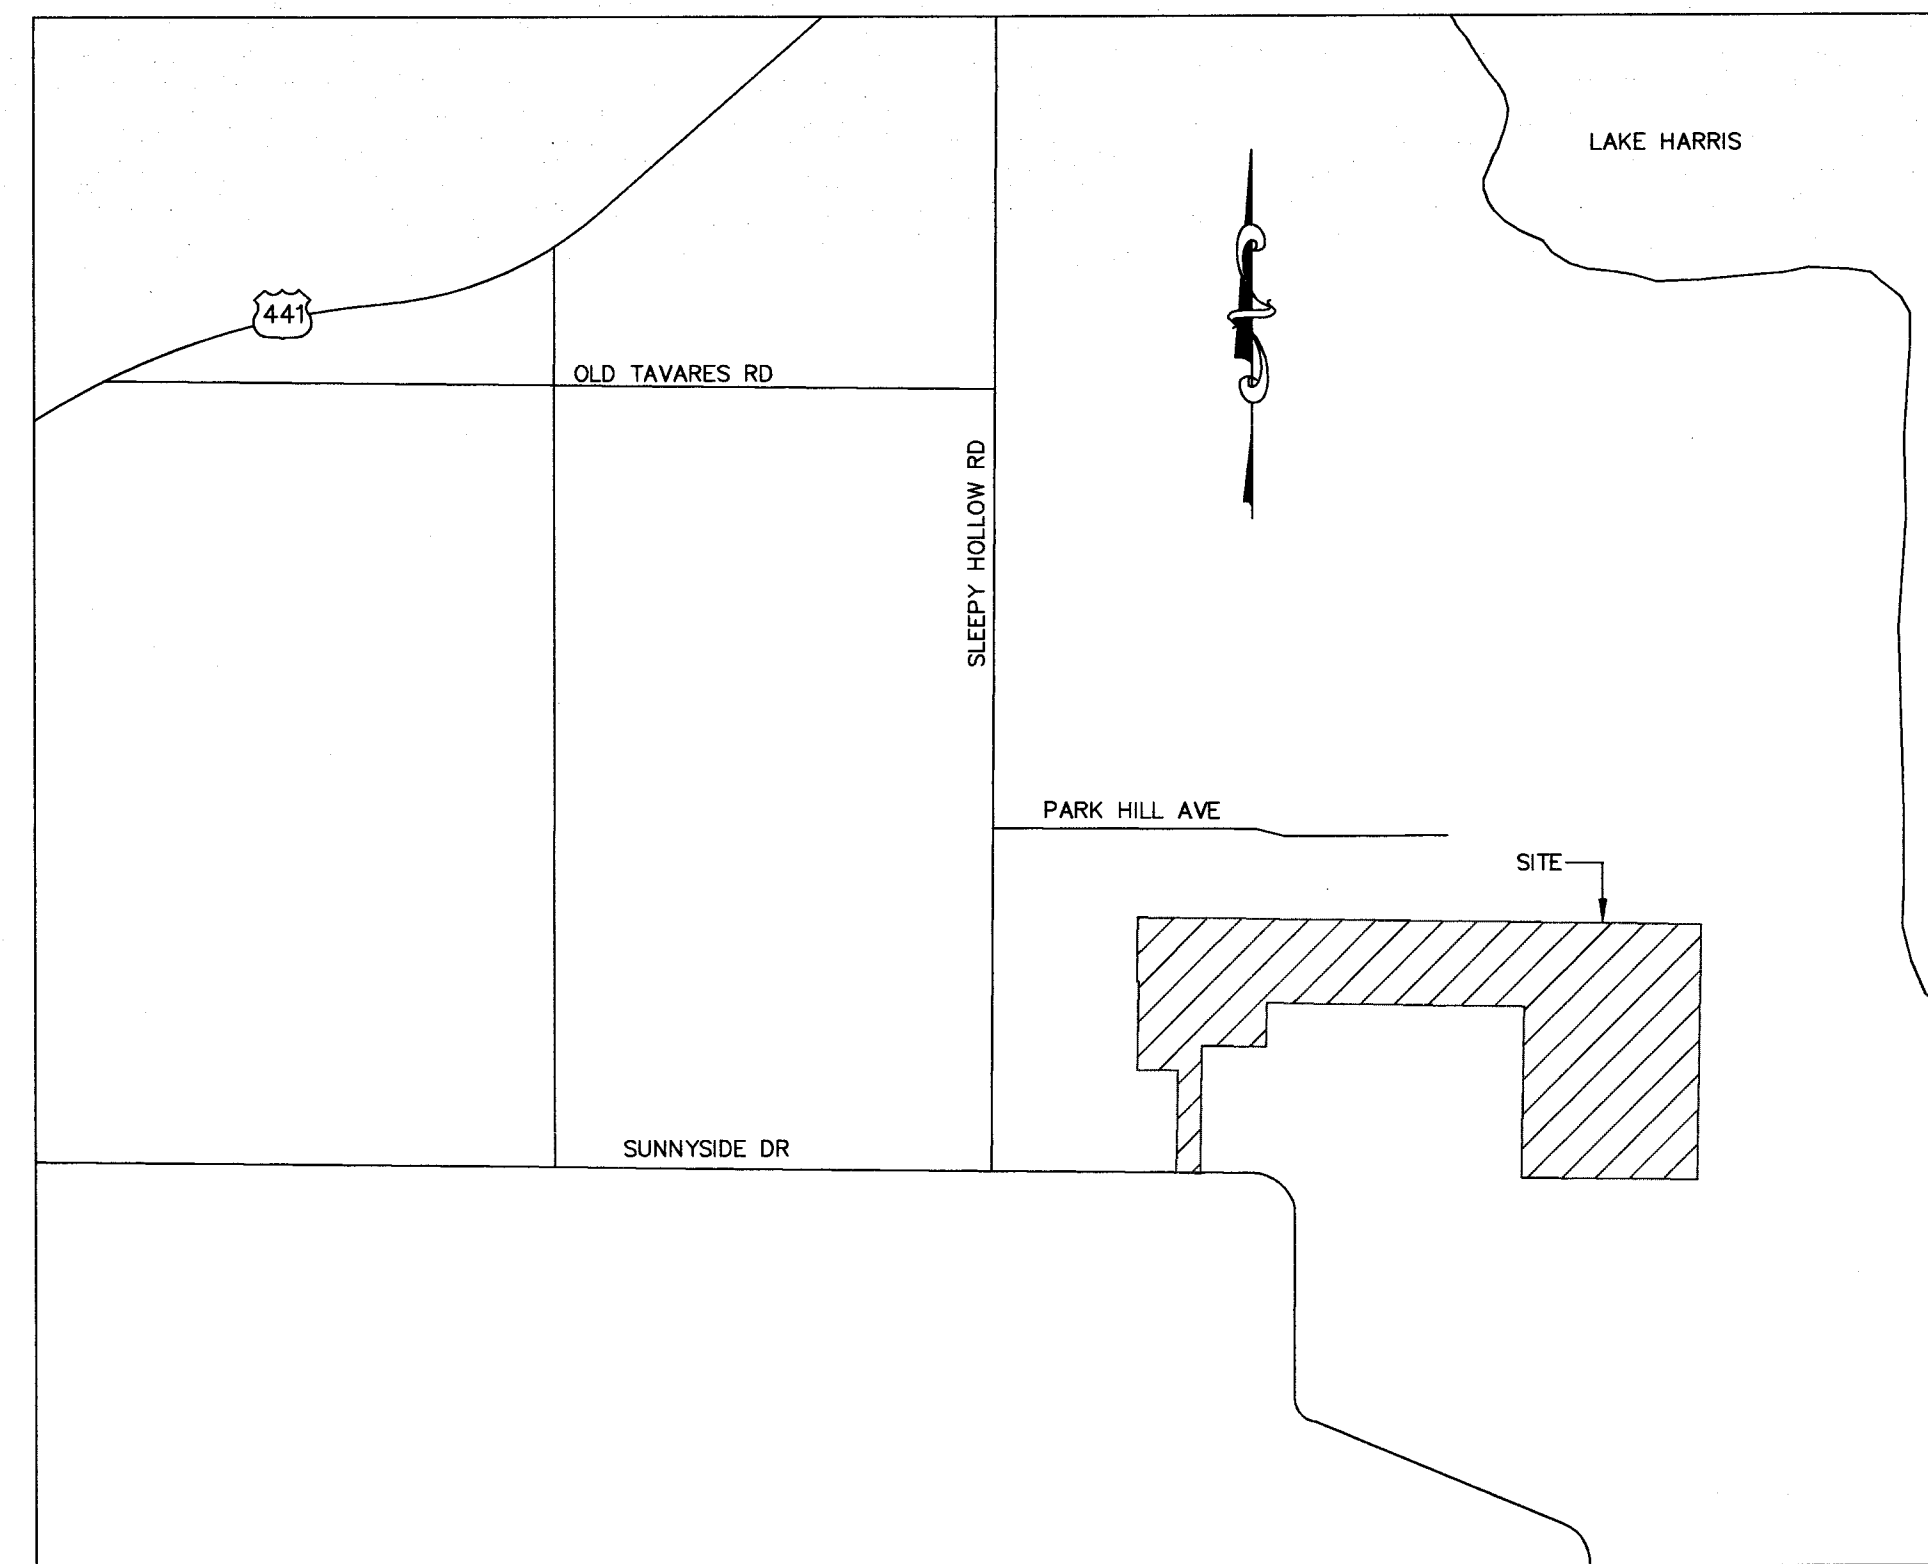 LAKE HARRIS
441
OLD TAVARES RD
SLEEPY HOLLOW RD
PARK HILL AVE
SITE
SUNNYSIDE DR